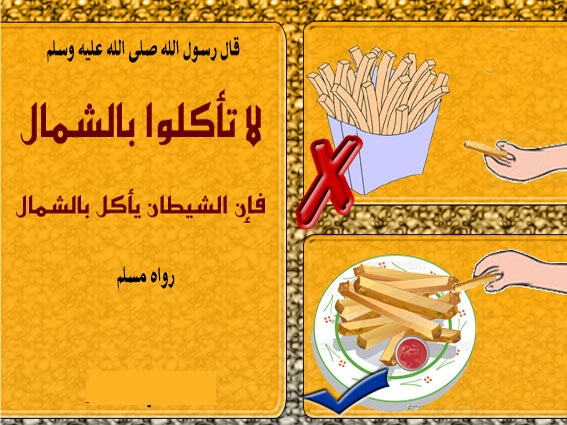 قال رسول الله صلى الله عليه وسلم
لا تأكلوا بالشمال
فإن الشيطان يأكل بالشمال
رواه مسلم